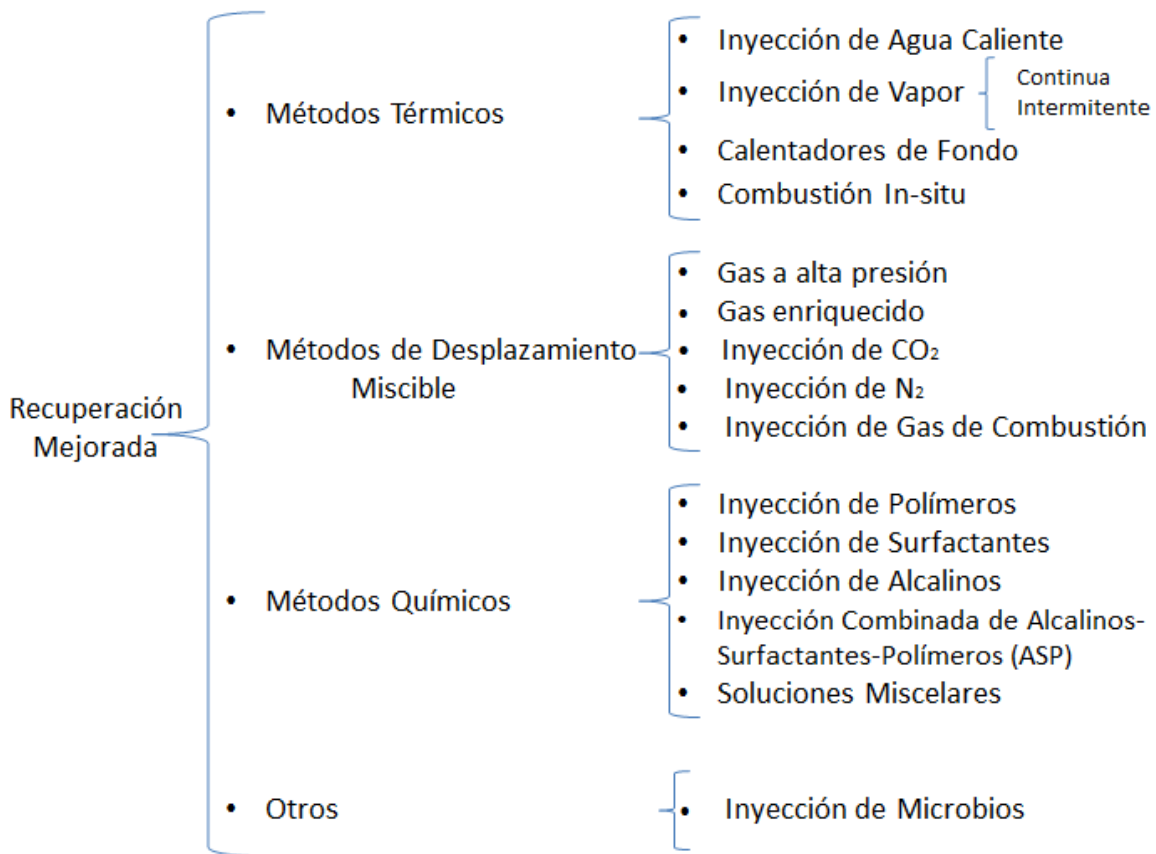 Recuperación
Mejorada
• Métodos Térmicos
• Inyección de Agua Caliente
• Inyección de Vapor
Continua
Intermitente
• Calentadores de Fondo
• Combustión In-situ
• Métodos de Desplazamiento
Miscible
• Gas a alta presión
• Gas enriquecido
• Inyección de CO₂
• Inyección de N₂
• Inyección de Gas de Combustión
• Métodos Químicos
• Inyección de Polímeros
• Inyección de Surfactantes
• Inyección de Alcalinos
• Inyección Combinada de Alcalinos-
Surfactantes-Polímeros (ASP)
• Soluciones Miscelares
• Otros
• Inyección de Microbios